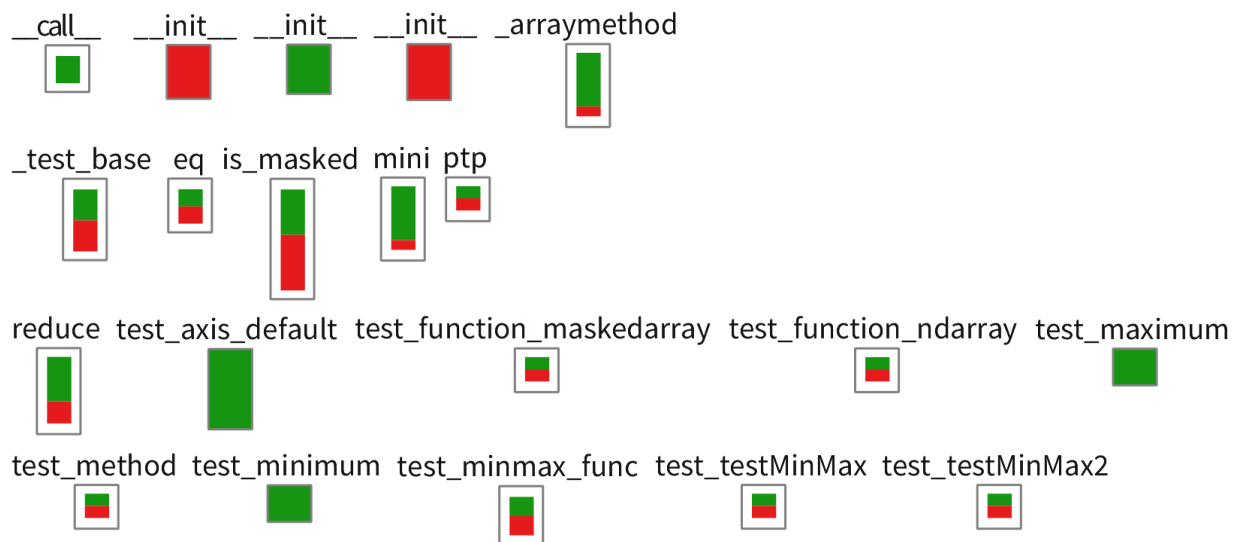 __call__ __init__ __init__ __init__ _arraymethod
_test_base eq is_masked mini ptp
reduce test_axis_default test_function_maskedarray test_function_ndarray test_maximum
test_method test_minimum test_minmax_func test_testMinMax test_testMinMax2